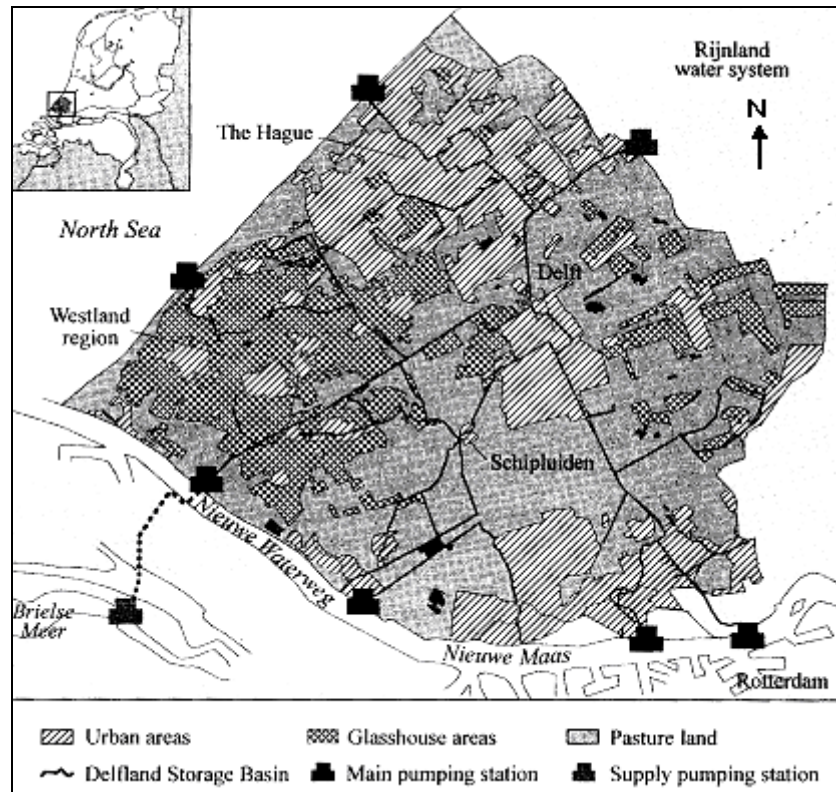 Rijnland
water system
N
The Hague
North Sea
Delft
Westland
region
Schipluiden
Nieuwe Waterweg
Brielse
Meer
Nieuwe Maas
Rotterdam
Urban areas
Glasshouse areas
Pasture land
Delfland Storage Basin
Main pumping station
Supply pumping station